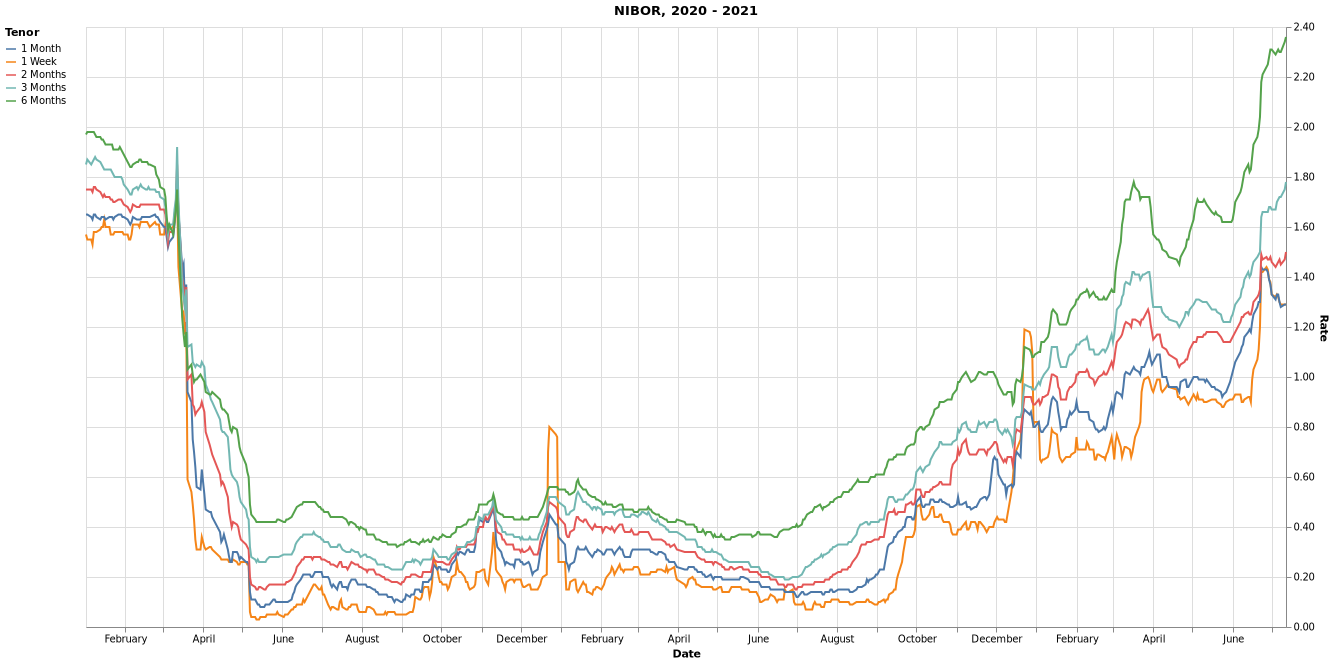 NIBOR, 2020 - 2021
Tenor
1 Month
1 Week
2 Months
3 Months
6 Months
2.40
2.20
2.00
1.80
1.60
1.40
1.20
1.00
0.80
0.60
0.40
0.20
0.00
Rate
February April June August October December February April June August October December February April June
Date